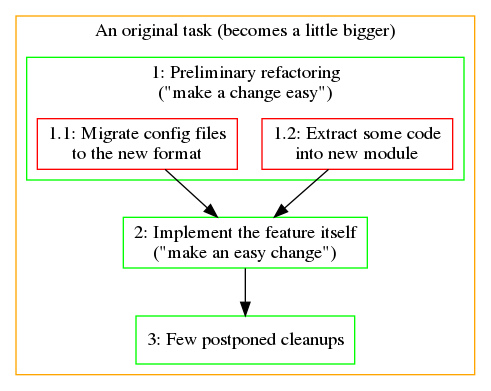 An original task (becomes a little bigger)
1: Preliminary refactoring
("make a change easy")
1.1: Migrate config files
to the new format
1.2: Extract some code
into new module
2: Implement the feature itself
("make an easy change")
3: Few postponed cleanups